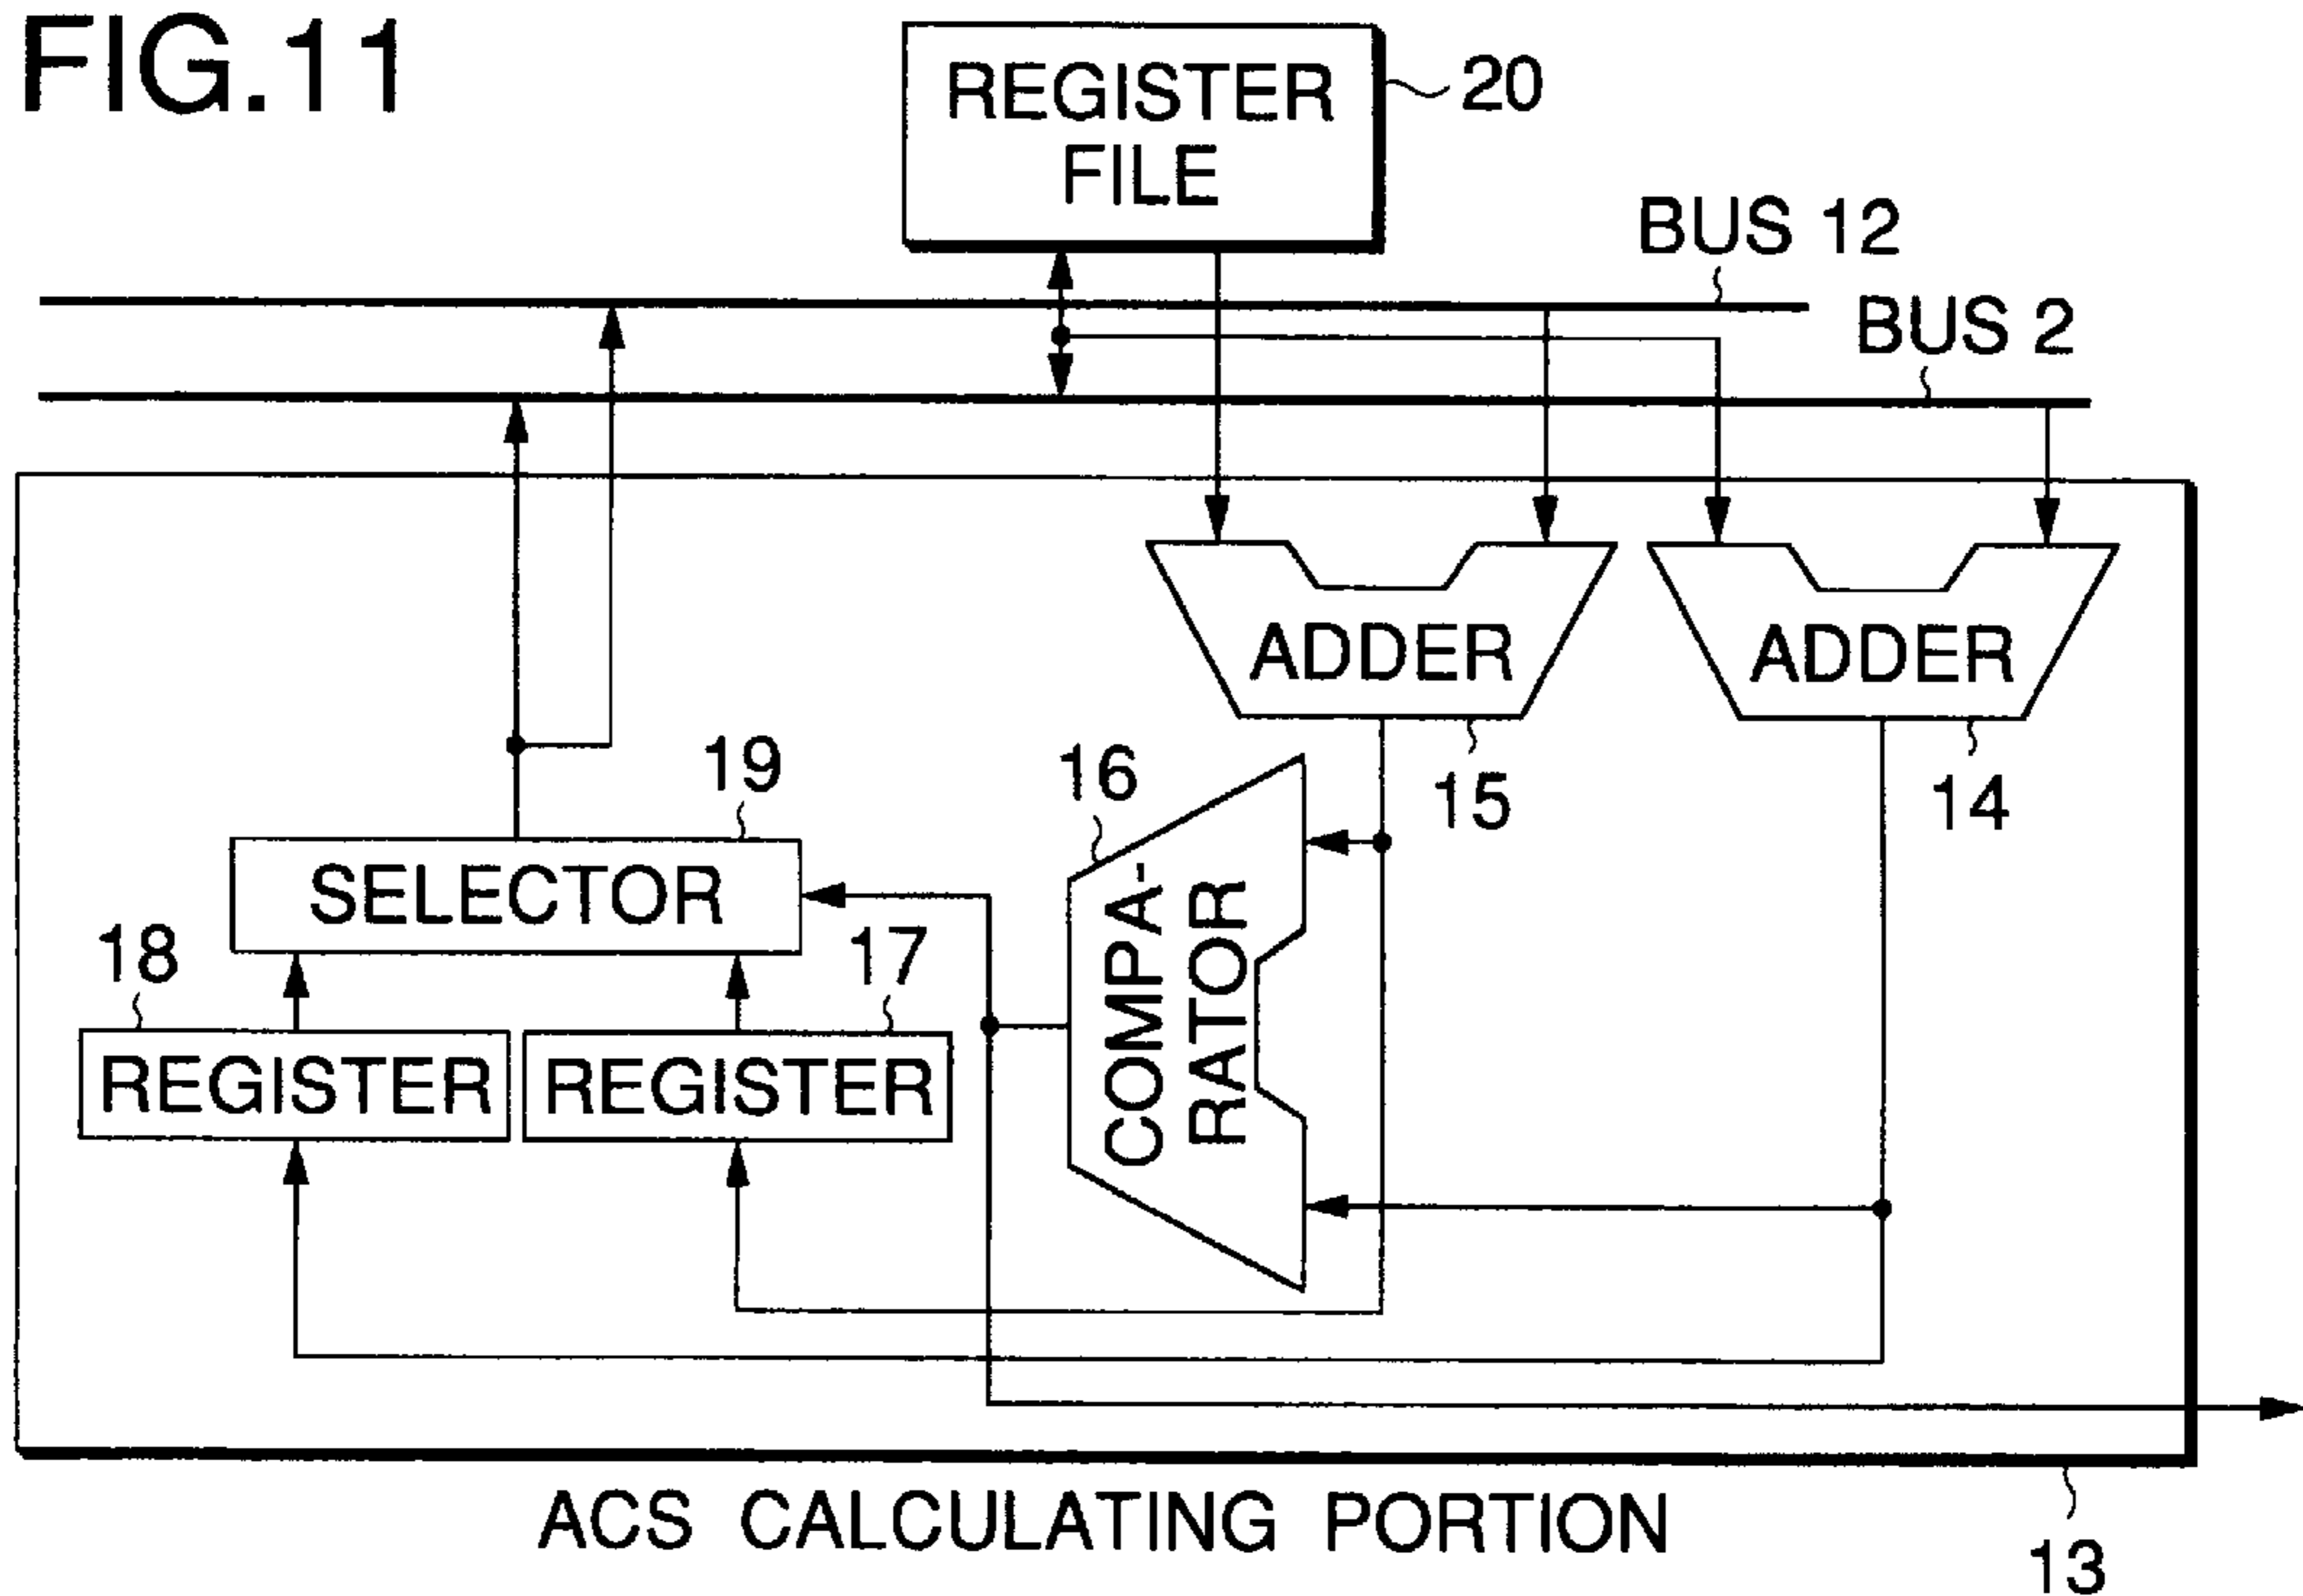 FIG.11
REGISTER
FILE
20
BUS 12
BUS 2
ADDER
ADDER
15
14
16
COMPA-
RATOR
19
SELECTOR
18
17
REGISTER
REGISTER
ACS CALCULATING PORTION
13